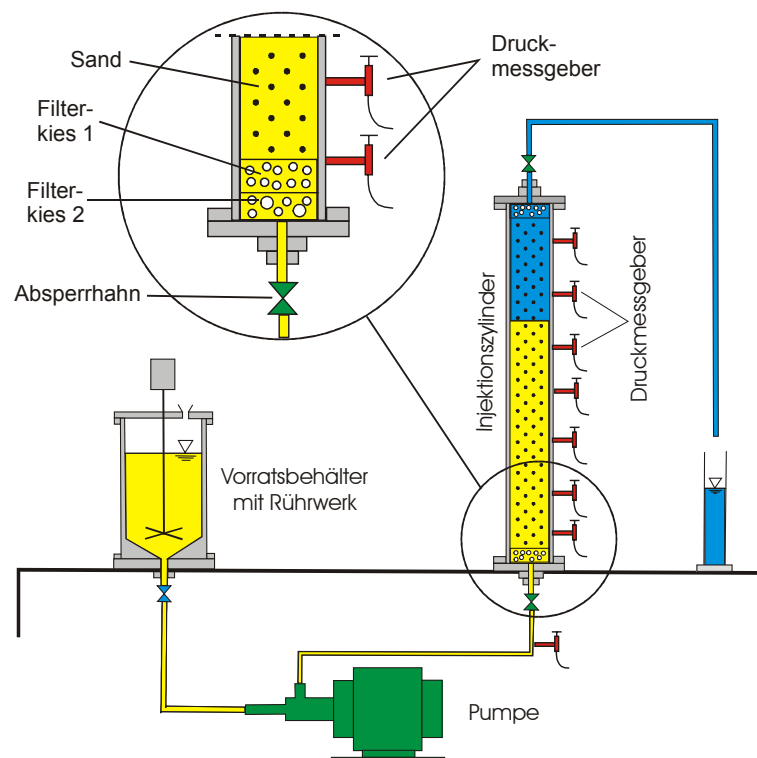 Sand
Druck-
messgeber
Filter-
kies 1
Filter-
kies 2
Absperrhahn
Injektionszylinder
Druckmessgeber
Vorratsbehälter
mit Rührwerk
Pumpe